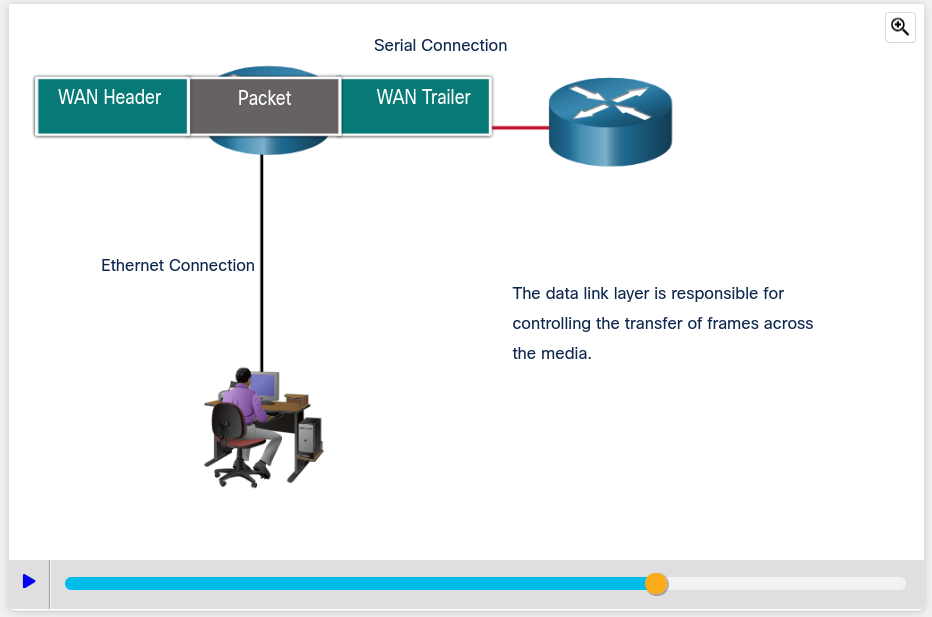 Serial Connection
WAN Header Packet WAN Trailer
Ethernet Connection
The data link layer is responsible for
controlling the transfer of frames across
the media.